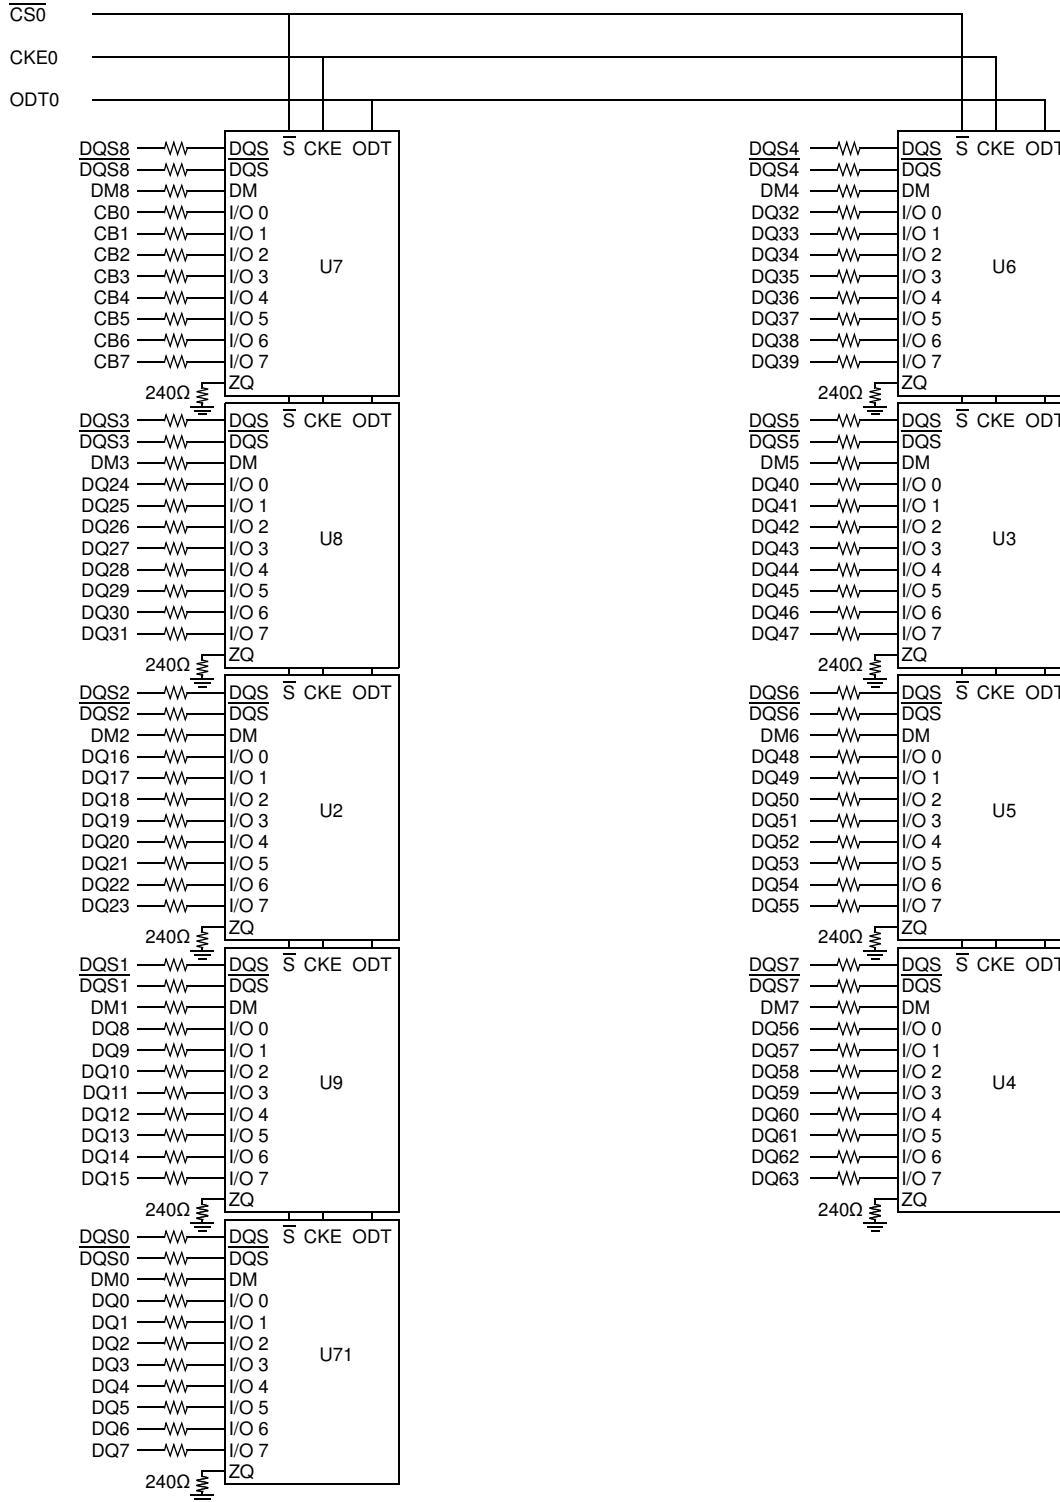 CS0
CKE0
ODT0
DQS8 DQS S CKE ODT
DQS8 DQS
DM8 DM
CB0 I/O 0
CB1 I/O 1
CB2 I/O 2
CB3 I/O 3
CB4 I/O 4
CB5 I/O 5
CB6 I/O 6
CB7 I/O 7
U7
ZQ
240Ω
DQS3 DQS S CKE ODT
DQS3 DQS
DM3 DM
DQ24 I/O 0
DQ25 I/O 1
DQ26 I/O 2
DQ27 I/O 3
DQ28 I/O 4
DQ29 I/O 5
DQ30 I/O 6
DQ31 I/O 7
U8
ZQ
240Ω
DQS2 DQS S CKE ODT
DQS2 DQS
DM2 DM
DQ16 I/O 0
DQ17 I/O 1
DQ18 I/O 2
DQ19 I/O 3
DQ20 I/O 4
DQ21 I/O 5
DQ22 I/O 6
DQ23 I/O 7
U2
ZQ
240Ω
DQS1 DQS S CKE ODT
DQS1 DQS
DM1 DM
DQ8 I/O 0
DQ9 I/O 1
DQ10 I/O 2
DQ11 I/O 3
DQ12 I/O 4
DQ13 I/O 5
DQ14 I/O 6
DQ15 I/O 7
U9
ZQ
240Ω
DQS0 DQS S CKE ODT
DQS0 DQS
DM0 DM
DQ0 I/O 0
DQ1 I/O 1
DQ2 I/O 2
DQ3 I/O 3
DQ4 I/O 4
DQ5 I/O 5
DQ6 I/O 6
DQ7 I/O 7
U71
ZQ
240Ω
DQS4 DQS S CKE ODT
DQS4 DQS
DM4 DM
DQ32 I/O 0
DQ33 I/O 1
DQ34 I/O 2
DQ35 I/O 3
DQ36 I/O 4
DQ37 I/O 5
DQ38 I/O 6
DQ39 I/O 7
U6
ZQ
240Ω
DQS5 DQS S CKE ODT
DQS5 DQS
DM5 DM
DQ40 I/O 0
DQ41 I/O 1
DQ42 I/O 2
DQ43 I/O 3
DQ44 I/O 4
DQ45 I/O 5
DQ46 I/O 6
DQ47 I/O 7
U3
ZQ
240Ω
DQS6 DQS S CKE ODT
DQS6 DQS
DM6 DM
DQ48 I/O 0
DQ49 I/O 1
DQ50 I/O 2
DQ51 I/O 3
DQ52 I/O 4
DQ53 I/O 5
DQ54 I/O 6
DQ55 I/O 7
U5
ZQ
240Ω
DQS7 DQS S CKE ODT
DQS7 DQS
DM7 DM
DQ56 I/O 0
DQ57 I/O 1
DQ58 I/O 2
DQ59 I/O 3
DQ60 I/O 4
DQ61 I/O 5
DQ62 I/O 6
DQ63 I/O 7
U4
ZQ
240Ω